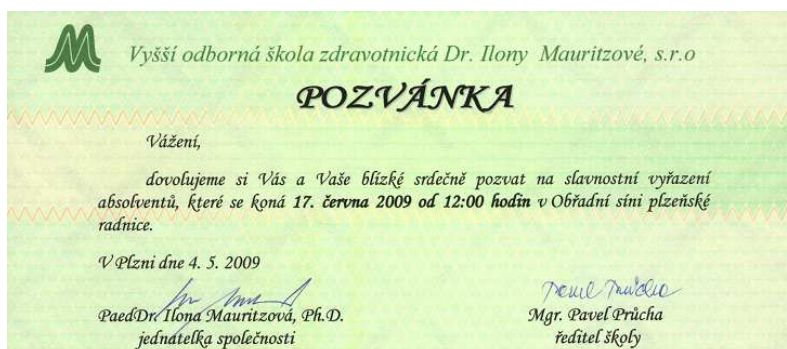 Vyšší odborná škola zdravotnická Dr. Ilony Mauritzové, s.r.o
POZVÁNKA
Vážení,
dovolujeme si Vás a Vaše blízké srdečně pozvat na slavnostní vyřazení
absolventů, které se koná 17. června 2009 od 12:00 hodin v Obřadní síni plzeňské
radnice.
V Plzni dne 4. 5. 2009
PaedDr. Ilona Mauritzová, Ph.D.
Mgr. Pavel Průcha
jednatelka společnosti
ředitel školy